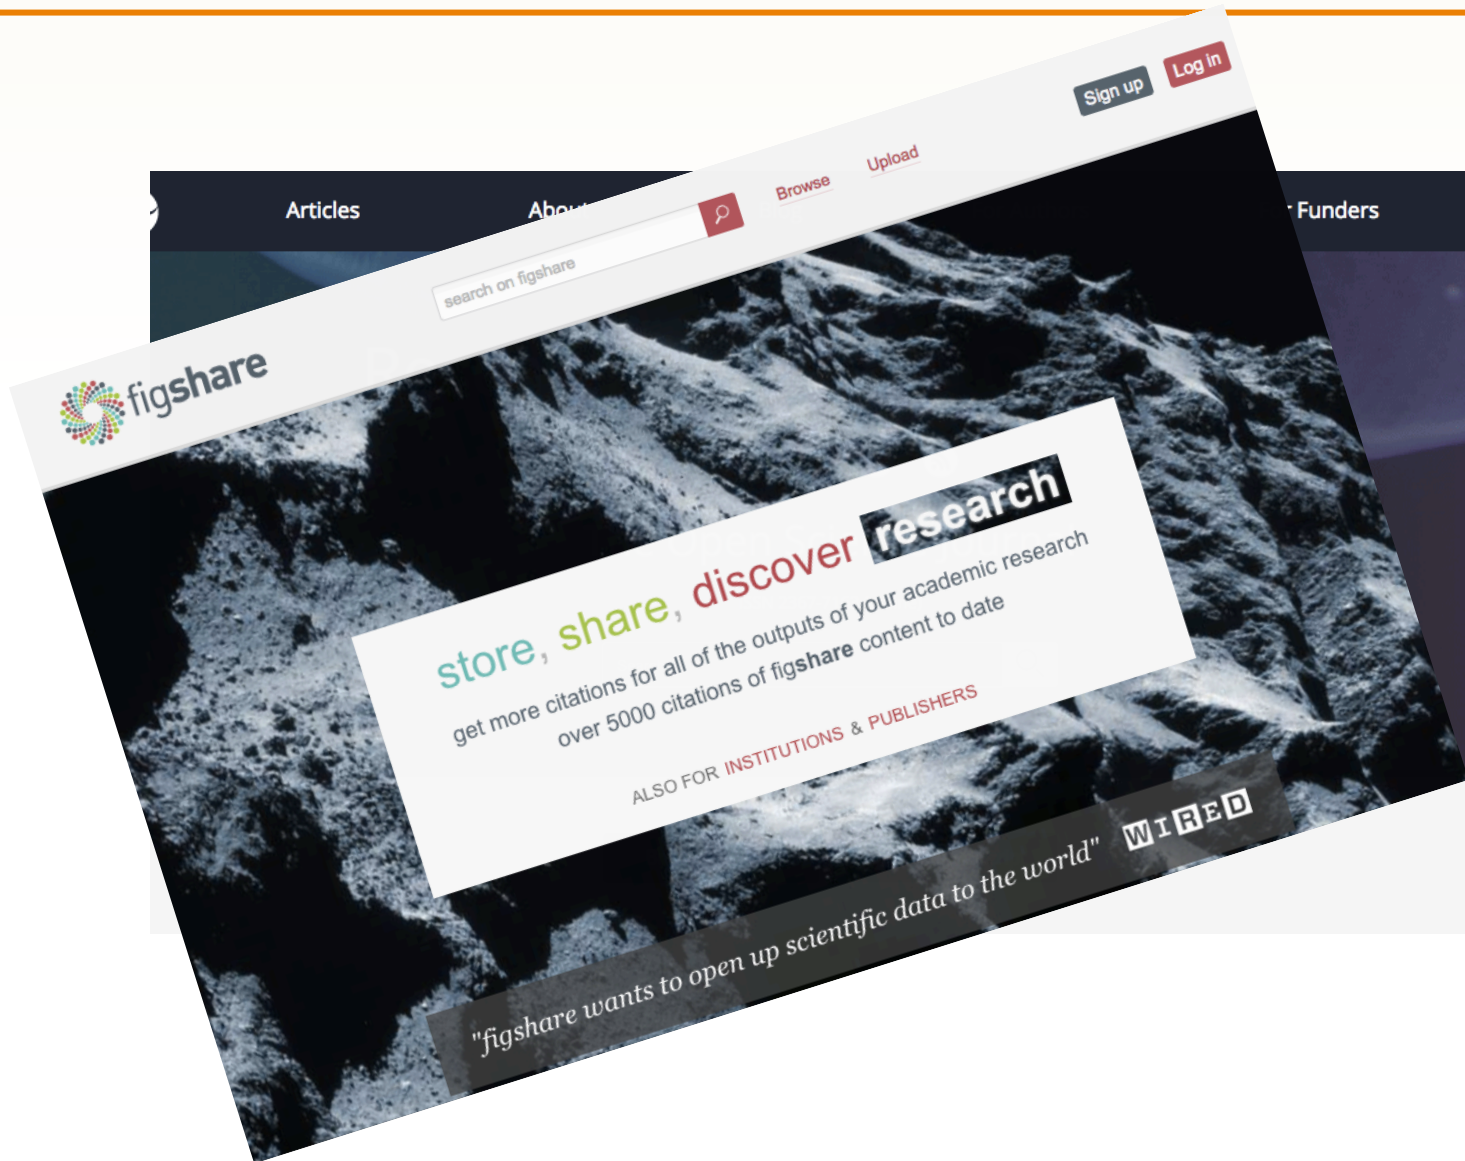 Sign up
Log in
Browse
Upload
Articles
Funders
search on figshare
figshare
store, share, discover research
get more citations for all of the outputs of your academic research
over 5000 citations of figshare content to date
ALSO FOR INSTITUTIONS & PUBLISHERS
"figshare wants to open up scientific data to the world" WIRED